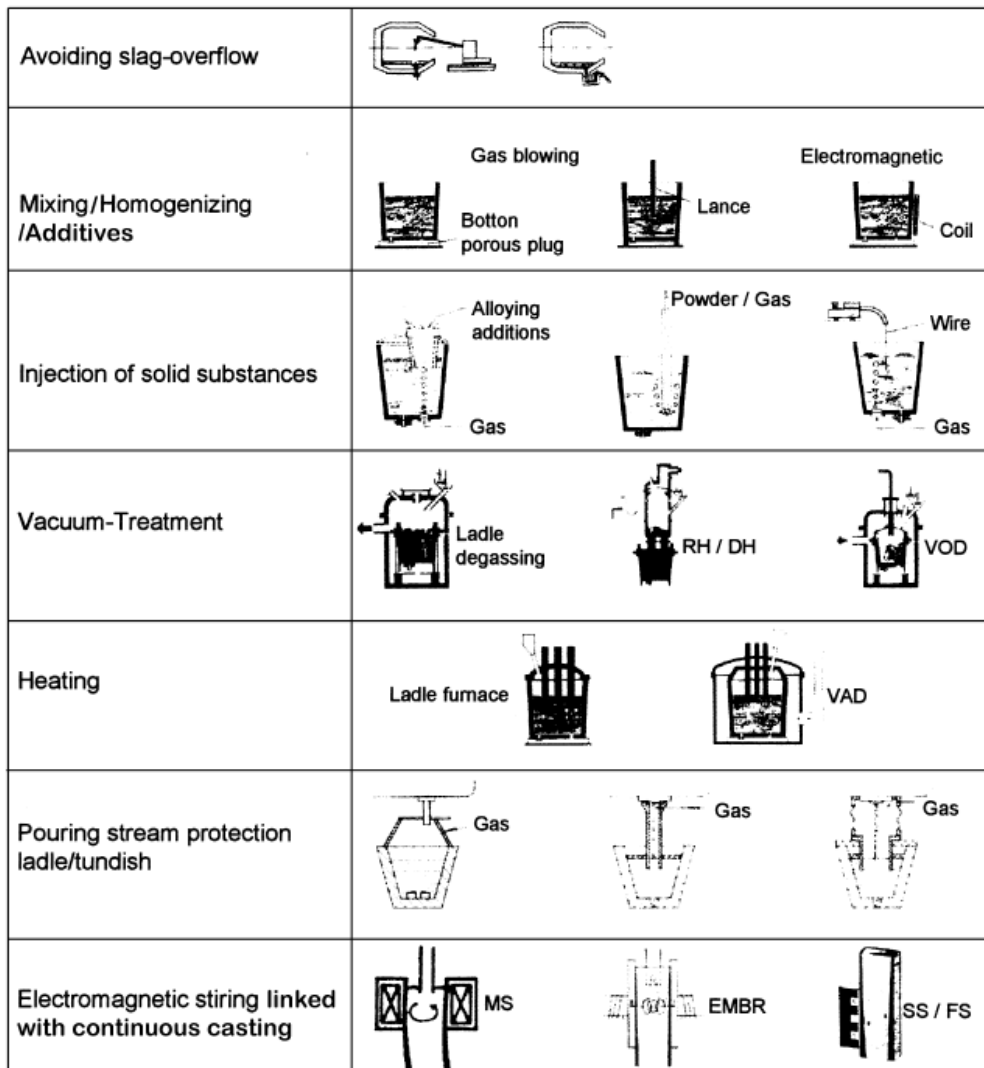 Avoiding slag-overflow
Gas blowing
Electromagnetic
Mixing/Homogenizing
/Additives
Botton
porous plug
Lance
Coil
Injection of solid substances
Alloying
additions
Gas
Powder / Gas
Wire
Gas
Vacuum-Treatment
Ladle
degassing
RH / DH
VOD
Heating
Ladle fumace
VAD
Pouring stream protection
ladle/tundish
Gas
Gas
Gas
Electromagnetic stiring linked
with continuous casting
MS
EMBR
SS / FS